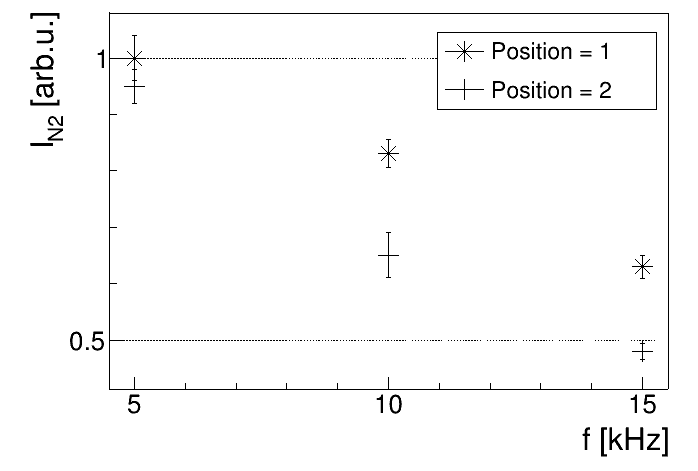 I_N2 [arb.u.]
1
0.5
Position = 1
Position = 2
5 10 15
f [kHz]